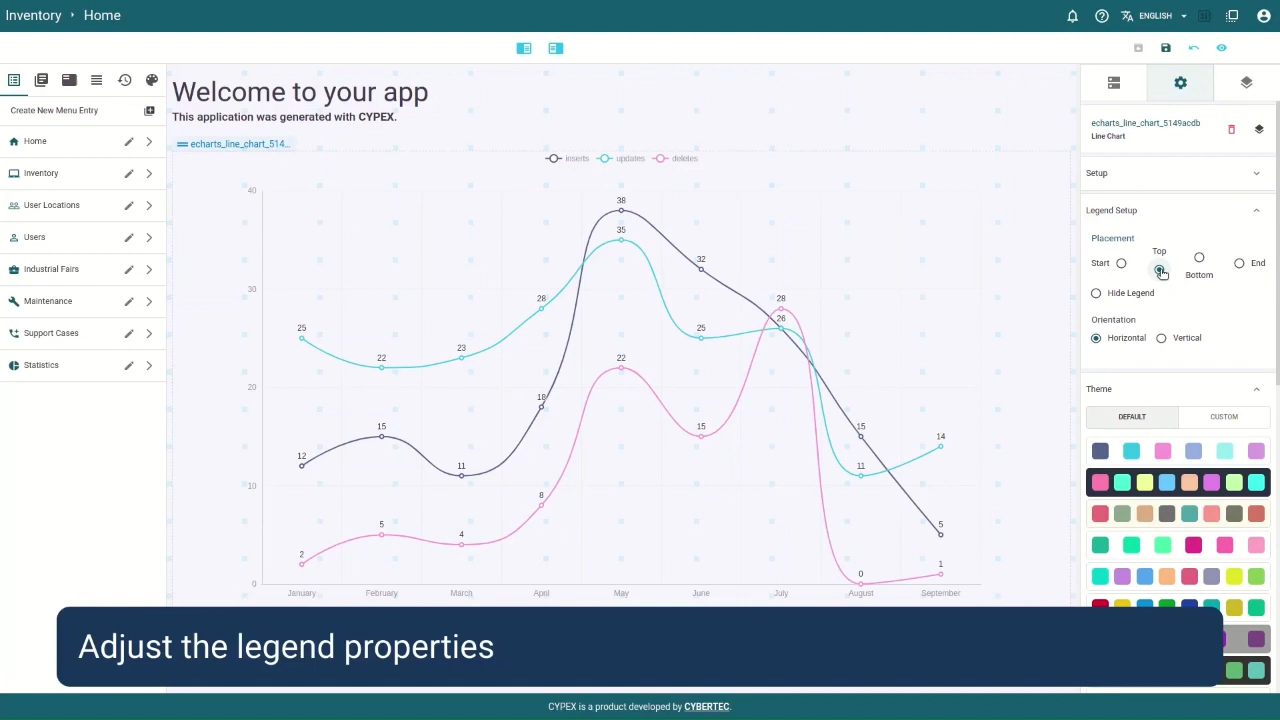 Inventory › Home
ENGLISH
Create New Menu Entry
Home
Inventory
User Locations
Users
Industrial Fairs
Maintenance
Support Cases
Statistics
Welcome to your app
This application was generated with CYPEX.
echarts_line_chart_514...
inserts updates deletes
40
30
20
10
0
38
35
32
28
28
26
25
25
23
22
22
18
15
15
15
14
12
11
11
8
5
5
4
2
1
0
January February March April May June July August September
echarts_line_chart_5149acdb
Line Chart
Setup
Legend Setup
Placement
Top
Start
End
Bottom
Hide Legend
Orientation
Horizontal Vertical
Theme
DEFAULT CUSTOM
Adjust the legend properties
CYPEX is a product developed by CYBERTEC.